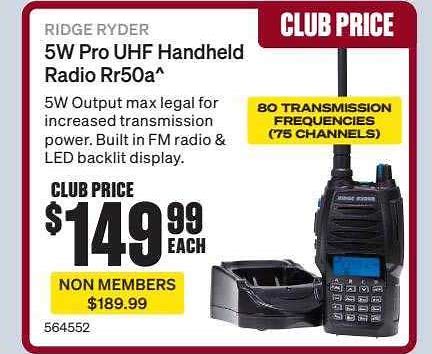 CLUB PRICE
RIDGE RYDER
5W Pro UHF Handheld
Radio Rr50a^
5W Output max legal for
increased transmission
power. Built in FM radio &
LED backlit display.
80 TRANSMISSION
FREQUENCIES
(75 CHANNELS)
CLUB PRICE
$149.99
EACH
NON MEMBERS
$189.99
564552
RIDGE RYDER